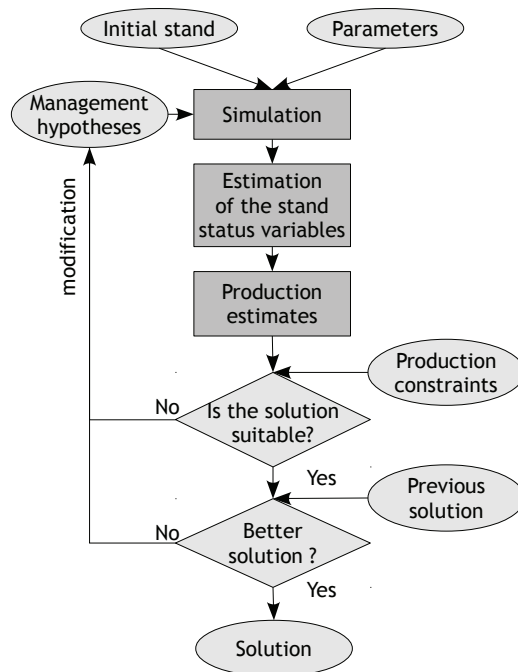 Initial stand
Parameters
Management
hypotheses
Simulation
Estimation
of the stand
status variables
modification
Production
estimates
Production
constraints
No
Is the solution
suitable?
Yes
Previous
solution
No
Better
solution ?
Yes
Solution